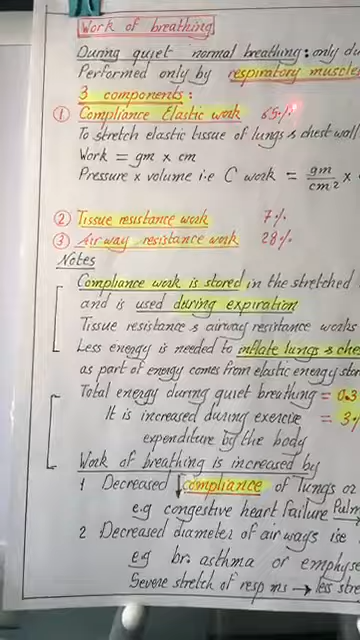 Work of breathing
During quiet normal breathing: only du
Performed only by respiratory muscles
3 components:
① Compliance Elastic work 65%
To stretch elastic tissue of lungs & chest wall
Work = gm x cm
Pressure x volume i.e C work = gm/cm² x
② Tissue resistance work 7%
③ Airway resistance work 28%
Notes
Compliance work is stored in the stretched
and is used during expiration
Tissue resistance & airway resistance works
Less energy is needed to inflate lungs & che
as part of energy comes from elastic energy stor
Total energy during quiet breathing = 0.3
It is increased during exercise = 3
expenditure by the body
Work of breathing is increased by
1 Decreased compliance of lungs or
e.g congestive heart failure Pulm
2 Decreased diameter of airways i.e
e.g br. asthma or emphyse
Severe stretch of resp ms → less stre